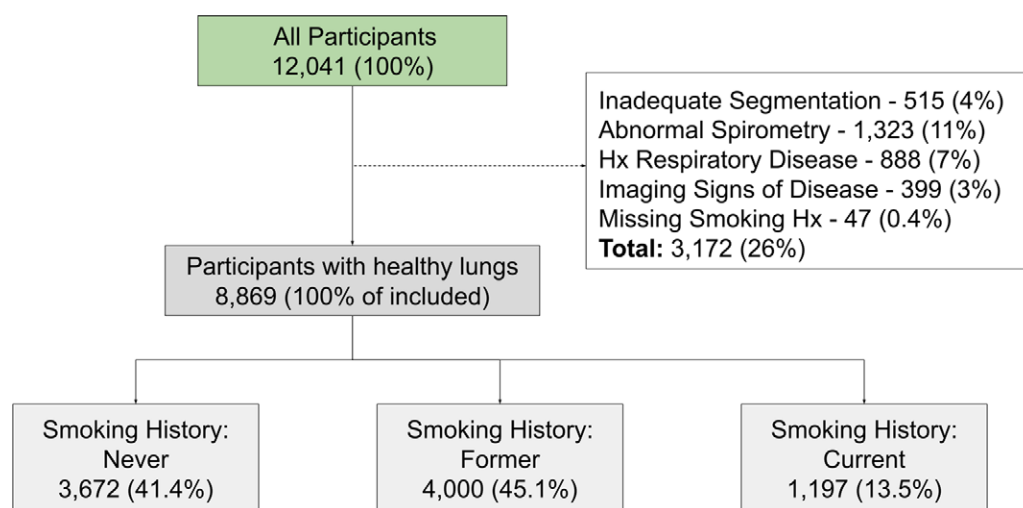 All Participants
12,041 (100%)
Inadequate Segmentation - 515 (4%)
Abnormal Spirometry - 1,323 (11%)
Hx Respiratory Disease - 888 (7%)
Imaging Signs of Disease - 399 (3%)
Missing Smoking Hx - 47 (0.4%)
Total: 3,172 (26%)
Participants with healthy lungs
8,869 (100% of included)
Smoking History:
Never
3,672 (41.4%)
Smoking History:
Former
4,000 (45.1%)
Smoking History:
Current
1,197 (13.5%)